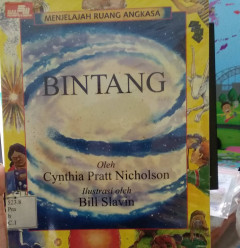 MENJELAJAH RUANG ANGKASA
BINTANG
Oleh
Cynthia Pratt Nicholson
Ilustrasi oleh
Bill Slavin